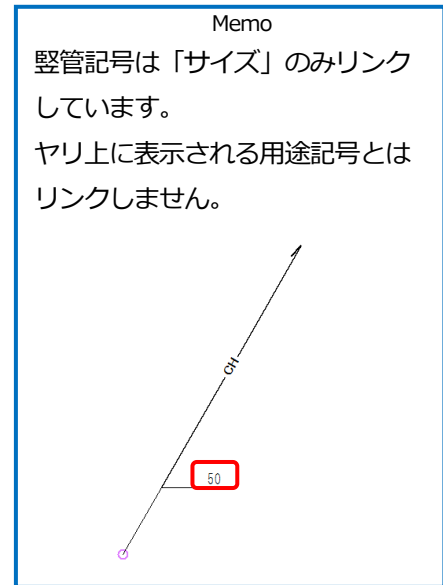 Memo
竪管記号は「サイズ」のみリンク
しています。
ヤリ上に表示される用途記号とは
リンクしません。
CH
50